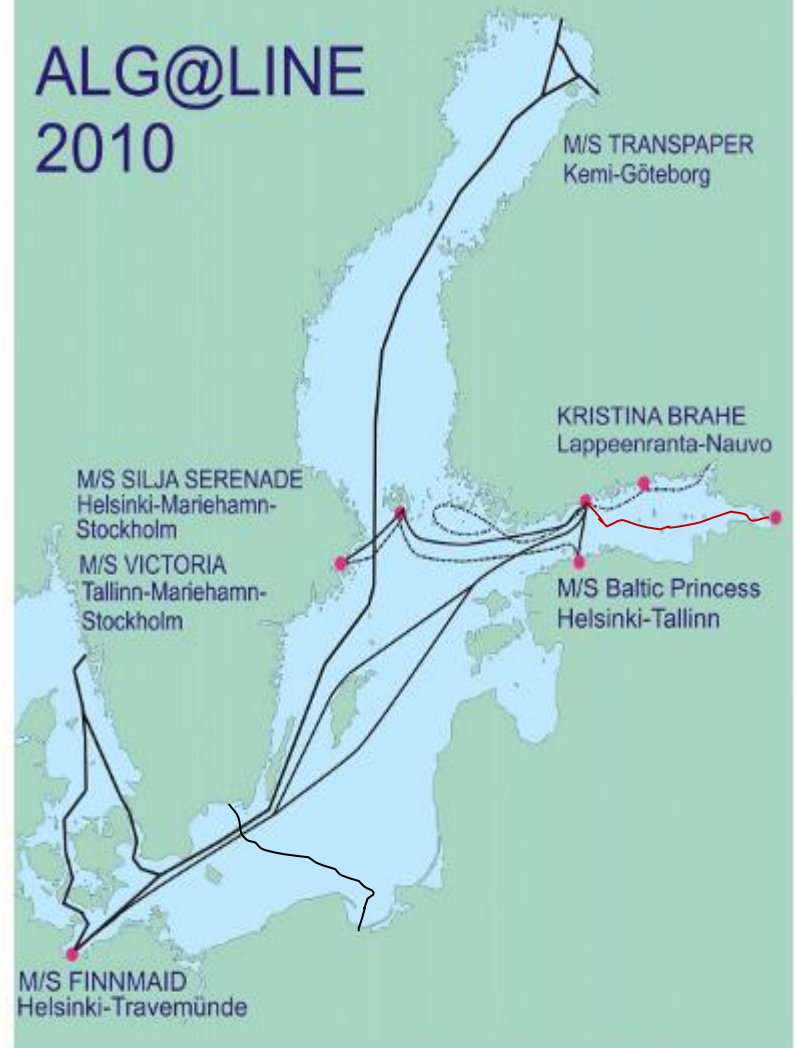 ALG@LINE
2010
M/S TRANSPAPER
Kemi-Göteborg
KRISTINA BRAHE
Lappeenranta-Nauvo
M/S SILJA SERENADE
Helsinki-Mariehamn-
Stockholm
M/S VICTORIA
Tallinn-Mariehamn-
Stockholm
M/S Baltic Princess
Helsinki-Tallinn
M/S FINNMAID
Helsinki-Travemünde